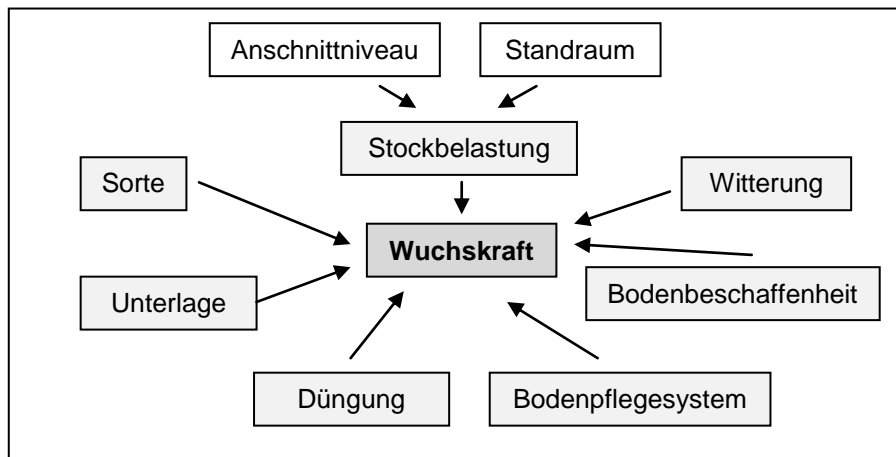 Anschnittniveau
Standraum
Stockbelastung
Sorte
Witterung
Wuchskraft
Unterlage
Bodenbeschaffenheit
Düngung
Bodenpflegesystem